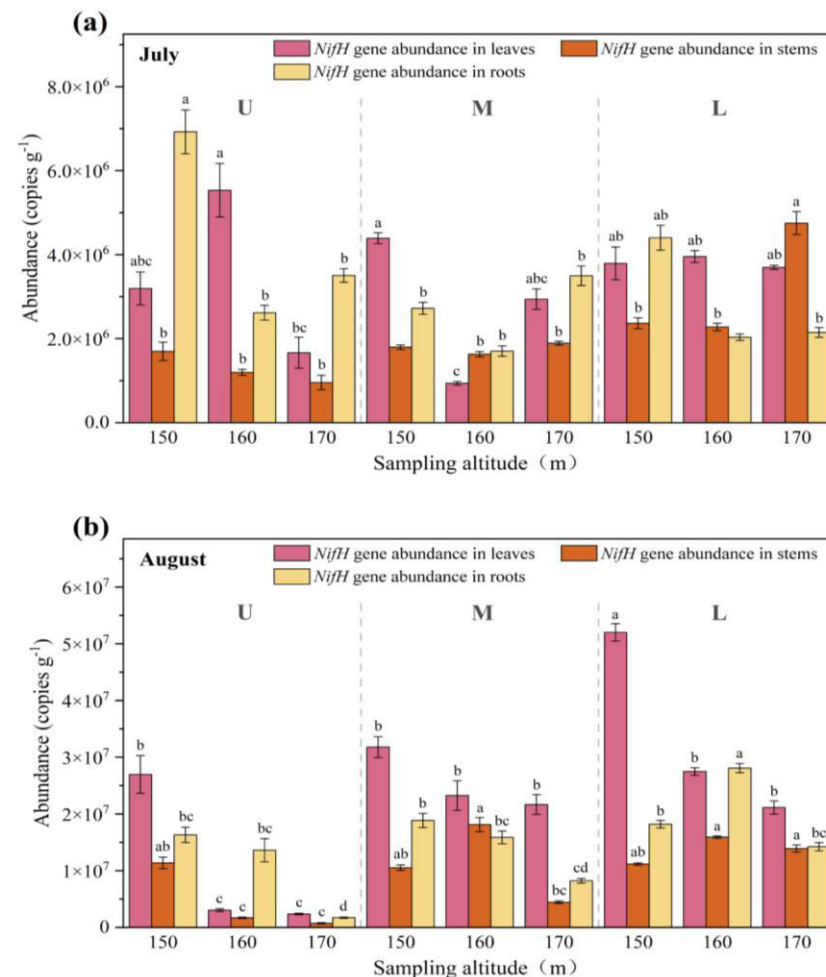 (a)
July
NifH gene abundance in leaves NifH gene abundance in stems
NifH gene abundance in roots
U M L
Abundance (copies g⁻¹)
8.0×10⁶
6.0×10⁶
4.0×10⁶
2.0×10⁶
0.0
abc b a a b b bc b b
a b b c b b abc b b
ab b ab ab b ab a b
150 160 170 150 160 170 150 160 170
Sampling altitude（m）
(b)
August
NifH gene abundance in leaves NifH gene abundance in stems
NifH gene abundance in roots
U M L
Abundance (copies g⁻¹)
6×10⁷
5×10⁷
4×10⁷
3×10⁷
2×10⁷
1×10⁷
0
b ab bc c c bc c c d
b ab b b a bc b bc cd
a ab b b a a b a bc
150 160 170 150 160 170 150 160 170
Sampling altitude（m）